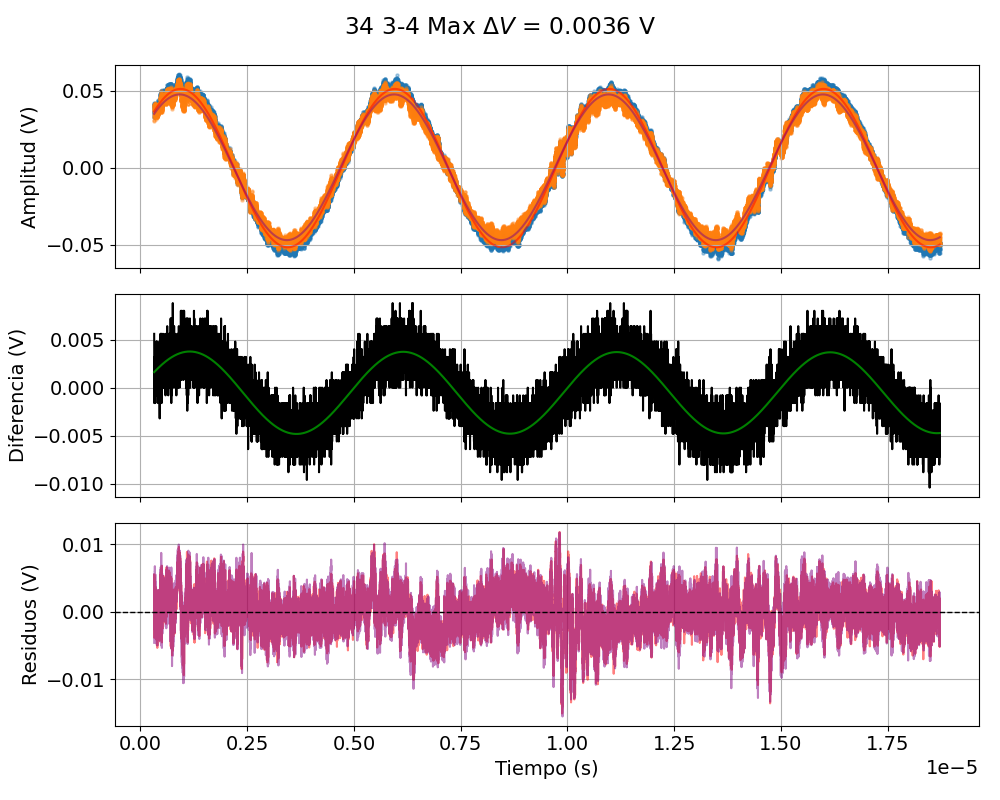 34 3-4 Max ΔV = 0.0036 V
0.05
0.00
−0.05
Amplitud (V)
0.005
0.000
−0.005
−0.010
Diferencia (V)
0.01
0.00
−0.01
Residuos (V)
0.00 0.25 0.50 0.75 1.00 1.25 1.50 1.75
Tiempo (s)
1e−5